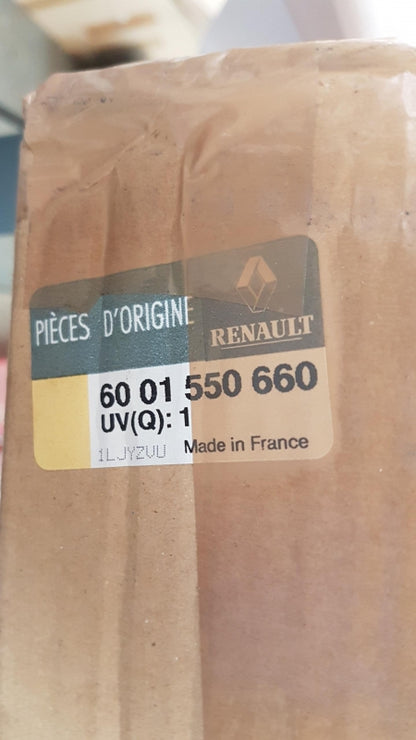 PIÈCES D'ORIGINE
RENAULT
60 01 550 660
UV(Q): 1
1LJYZVU Made in France